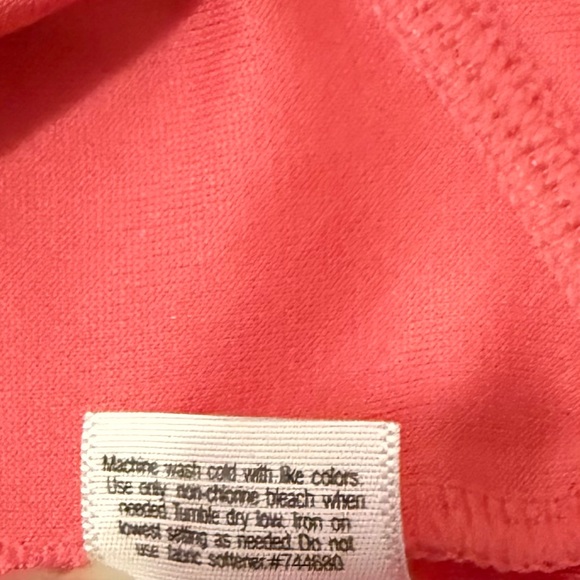 Machine wash cold with like colors.
Use only non-chlorine bleach when
needed. Tumble dry low. Iron on
lowest setting as needed. Do not
use fabric softener.#744680